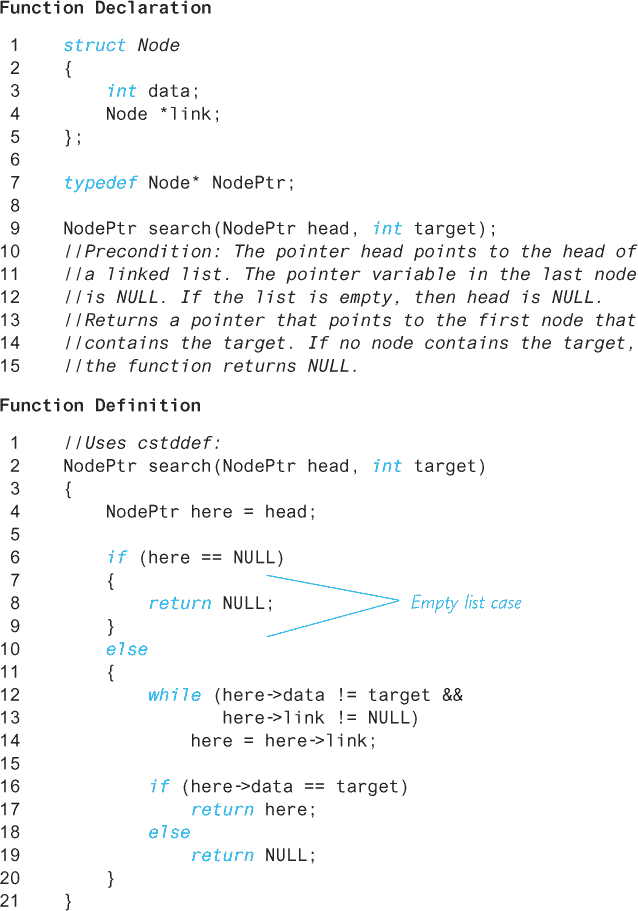 Function Declaration
1 struct Node
2 {
3 int data;
4 Node *link;
5 };
6
7 typedef Node* NodePtr;
8
9 NodePtr search(NodePtr head, int target);
10 //Precondition: The pointer head points to the head of
11 //a linked list. The pointer variable in the last node
12 //is NULL. If the list is empty, then head is NULL.
13 //Returns a pointer that points to the first node that
14 //contains the target. If no node contains the target,
15 //the function returns NULL.
Function Definition
1 //Uses cstddef:
2 NodePtr search(NodePtr head, int target)
3 {
4 NodePtr here = head;
5
6 if (here == NULL)
7 {
8 return NULL; Empty list case
9 }
10 else
11 {
12 while (here->data != target &&
13 here->link != NULL)
14 here = here->link;
15
16 if (here->data == target)
17 return here;
18 else
19 return NULL;
20 }
21 }